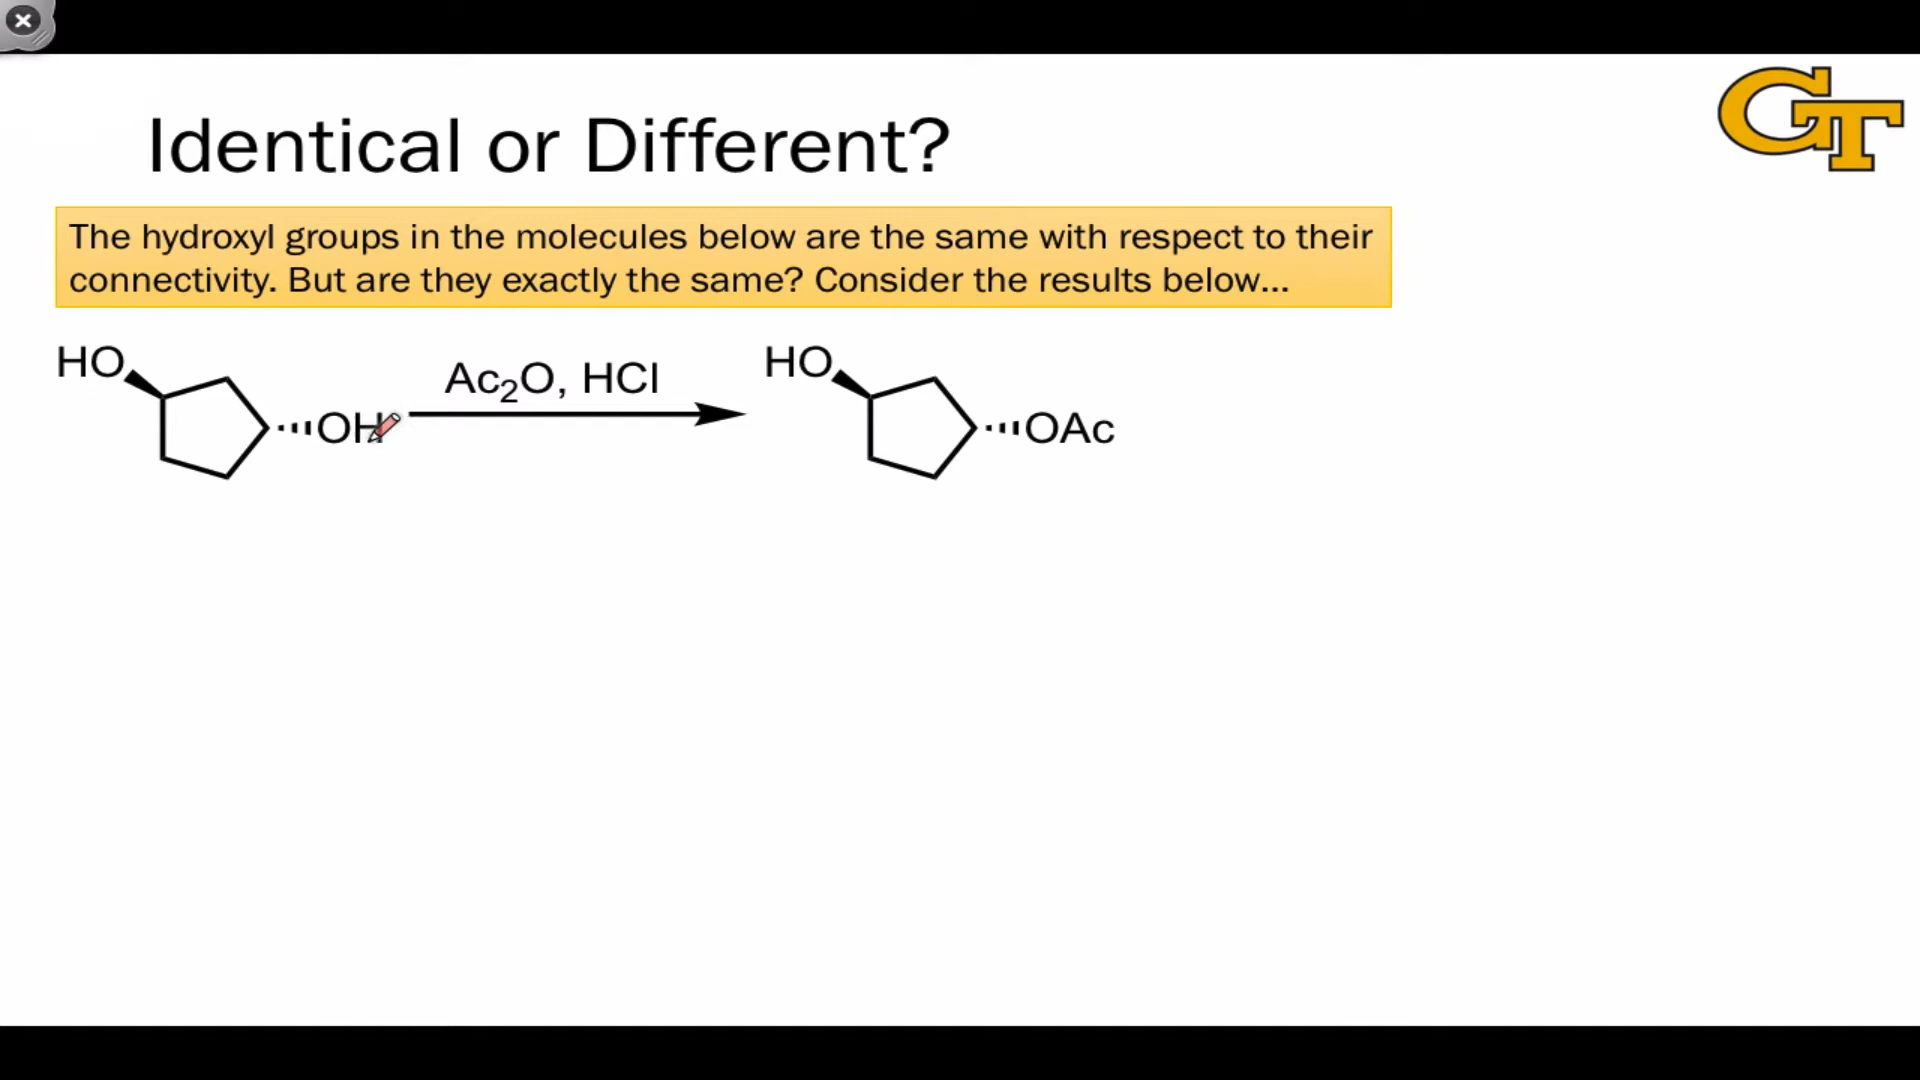 GT
Identical or Different?
The hydroxyl groups in the molecules below are the same with respect to their
connectivity. But are they exactly the same? Consider the results below...
HO
OH
Ac₂O, HCl
HO
OAc